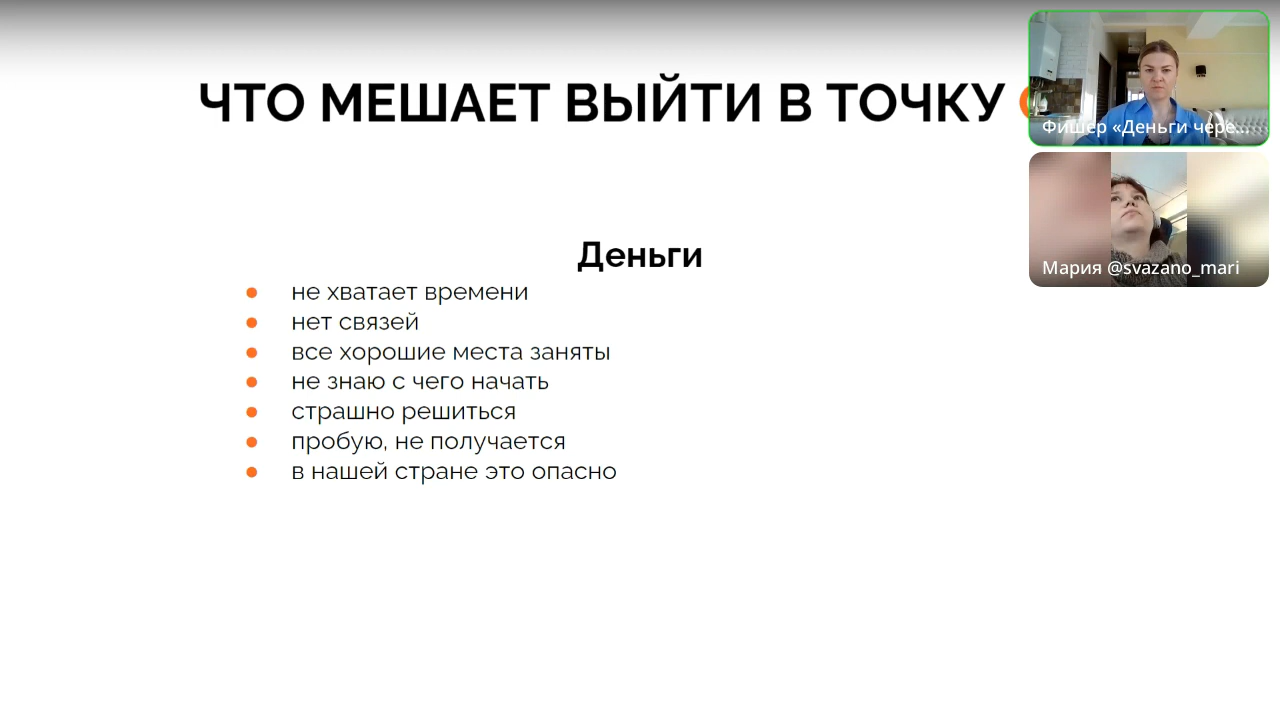 ЧТО МЕШАЕТ ВЫЙТИ В ТОЧКУ
Деньги
не хватает времени
нет связей
все хорошие места заняты
не знаю с чего начать
страшно решиться
пробую, не получается
в нашей стране это опасно
Фишер «Деньги чере...
Мария @svazano_mari